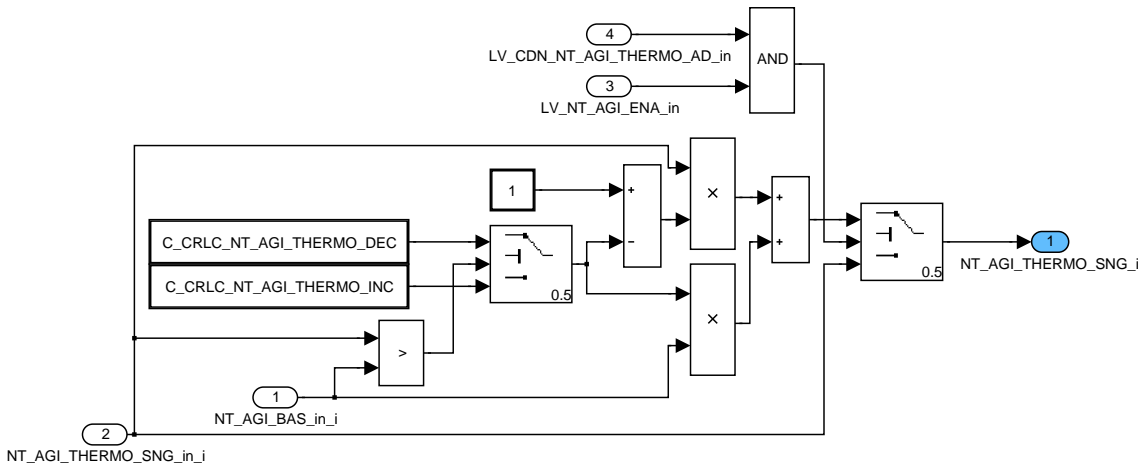 4
LV_CDN_NT_AGI_THERMO_AD_in
AND
3
LV_NT_AGI_ENA_in
1
+
−
×
+
+
C_CRLC_NT_AGI_THERMO_DEC
C_CRLC_NT_AGI_THERMO_INC
0.5
0.5
1
NT_AGI_THERMO_SNG_i
×
>
1
NT_AGI_BAS_in_i
2
NT_AGI_THERMO_SNG_in_i